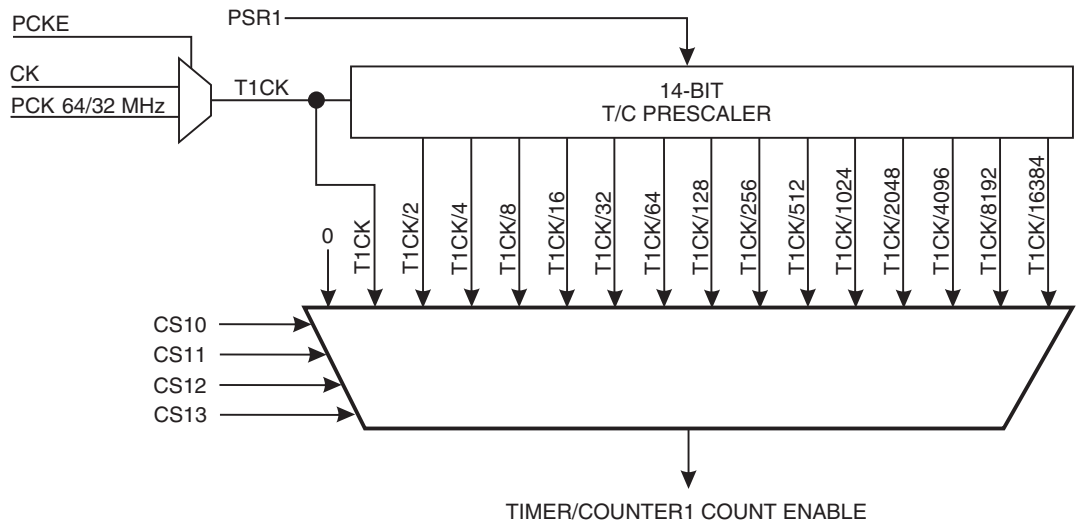 PSR1
PCKE
CK
PCK 64/32 MHz
T1CK
14-BIT
T/C PRESCALER
0
T1CK
T1CK/2
T1CK/4
T1CK/8
T1CK/16
T1CK/32
T1CK/64
T1CK/128
T1CK/256
T1CK/512
T1CK/1024
T1CK/2048
T1CK/4096
T1CK/8192
T1CK/16384
CS10
CS11
CS12
CS13
TIMER/COUNTER1 COUNT ENABLE